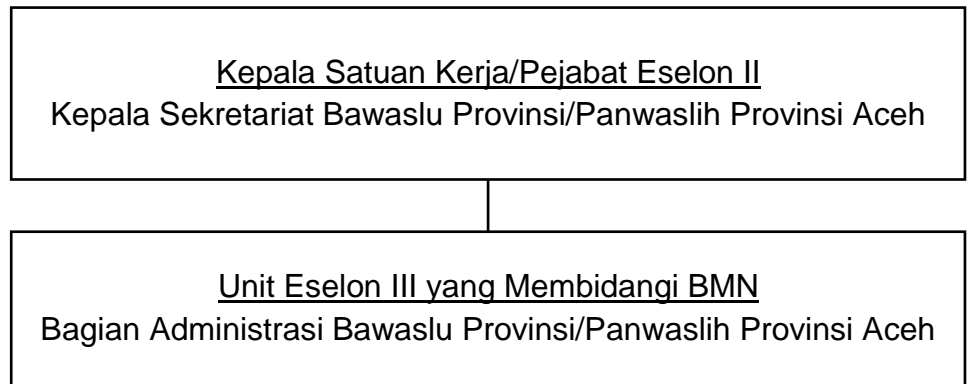 Kepala Satuan Kerja/Pejabat Eselon II
Kepala Sekretariat Bawaslu Provinsi/Panwaslih Provinsi Aceh
Unit Eselon III yang Membidangi BMN
Bagian Administrasi Bawaslu Provinsi/Panwaslih Provinsi Aceh